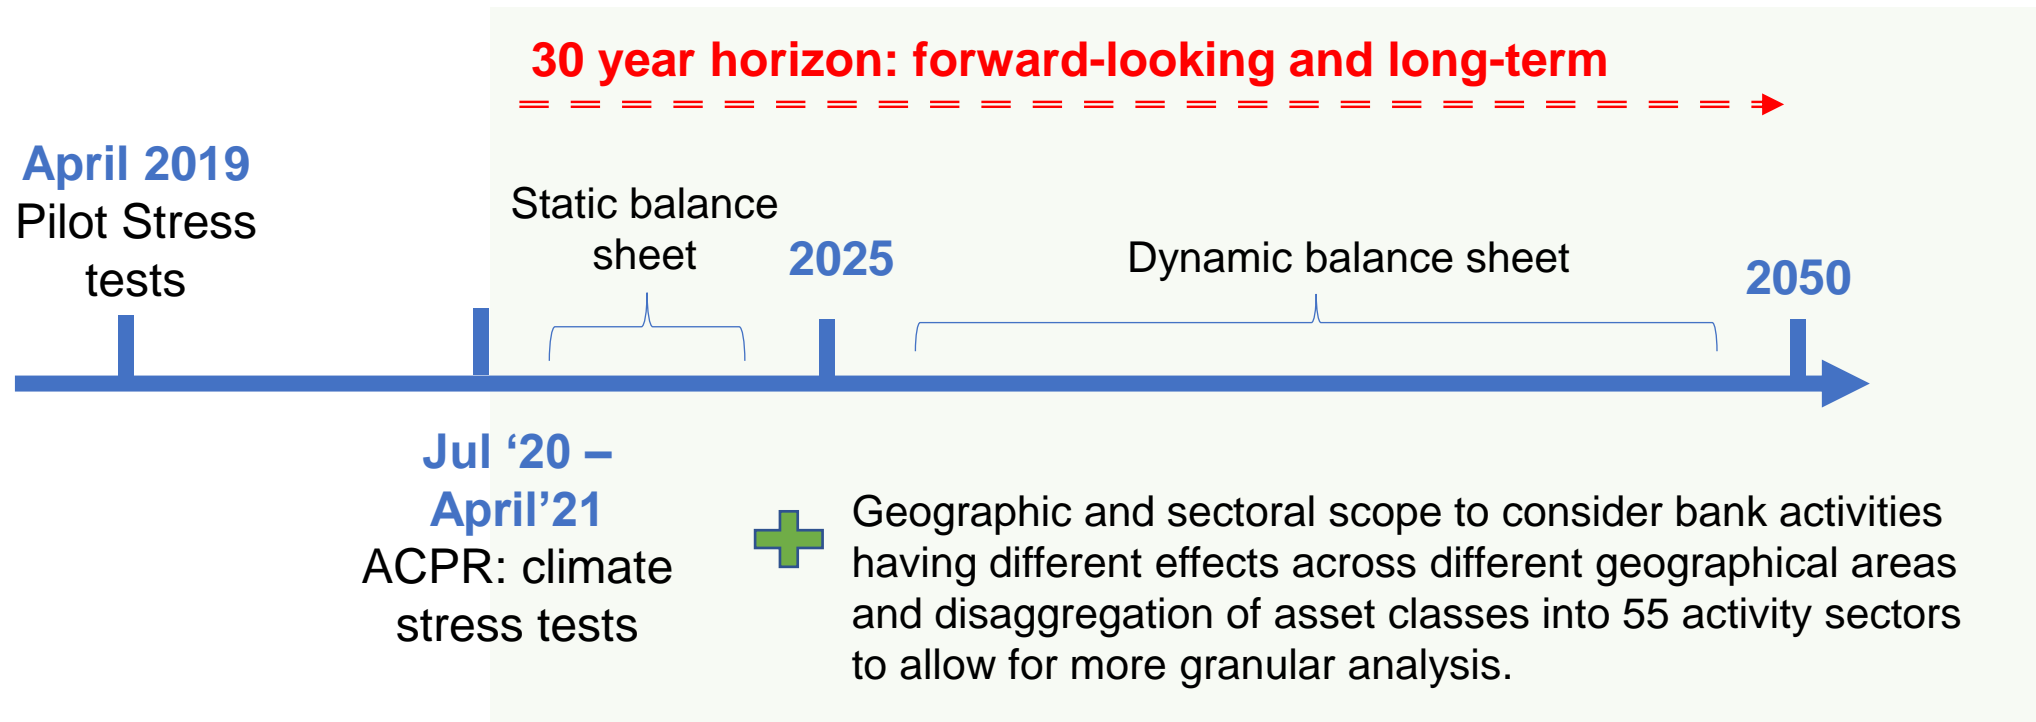 30 year horizon: forward-looking and long-term
April 2019
Pilot Stress
tests
Static balance
sheet
2025
Dynamic balance sheet
2050
Jul ‘20 –
April’21
ACPR: climate
stress tests
Geographic and sectoral scope to consider bank activities
having different effects across different geographical areas
and disaggregation of asset classes into 55 activity sectors
to allow for more granular analysis.